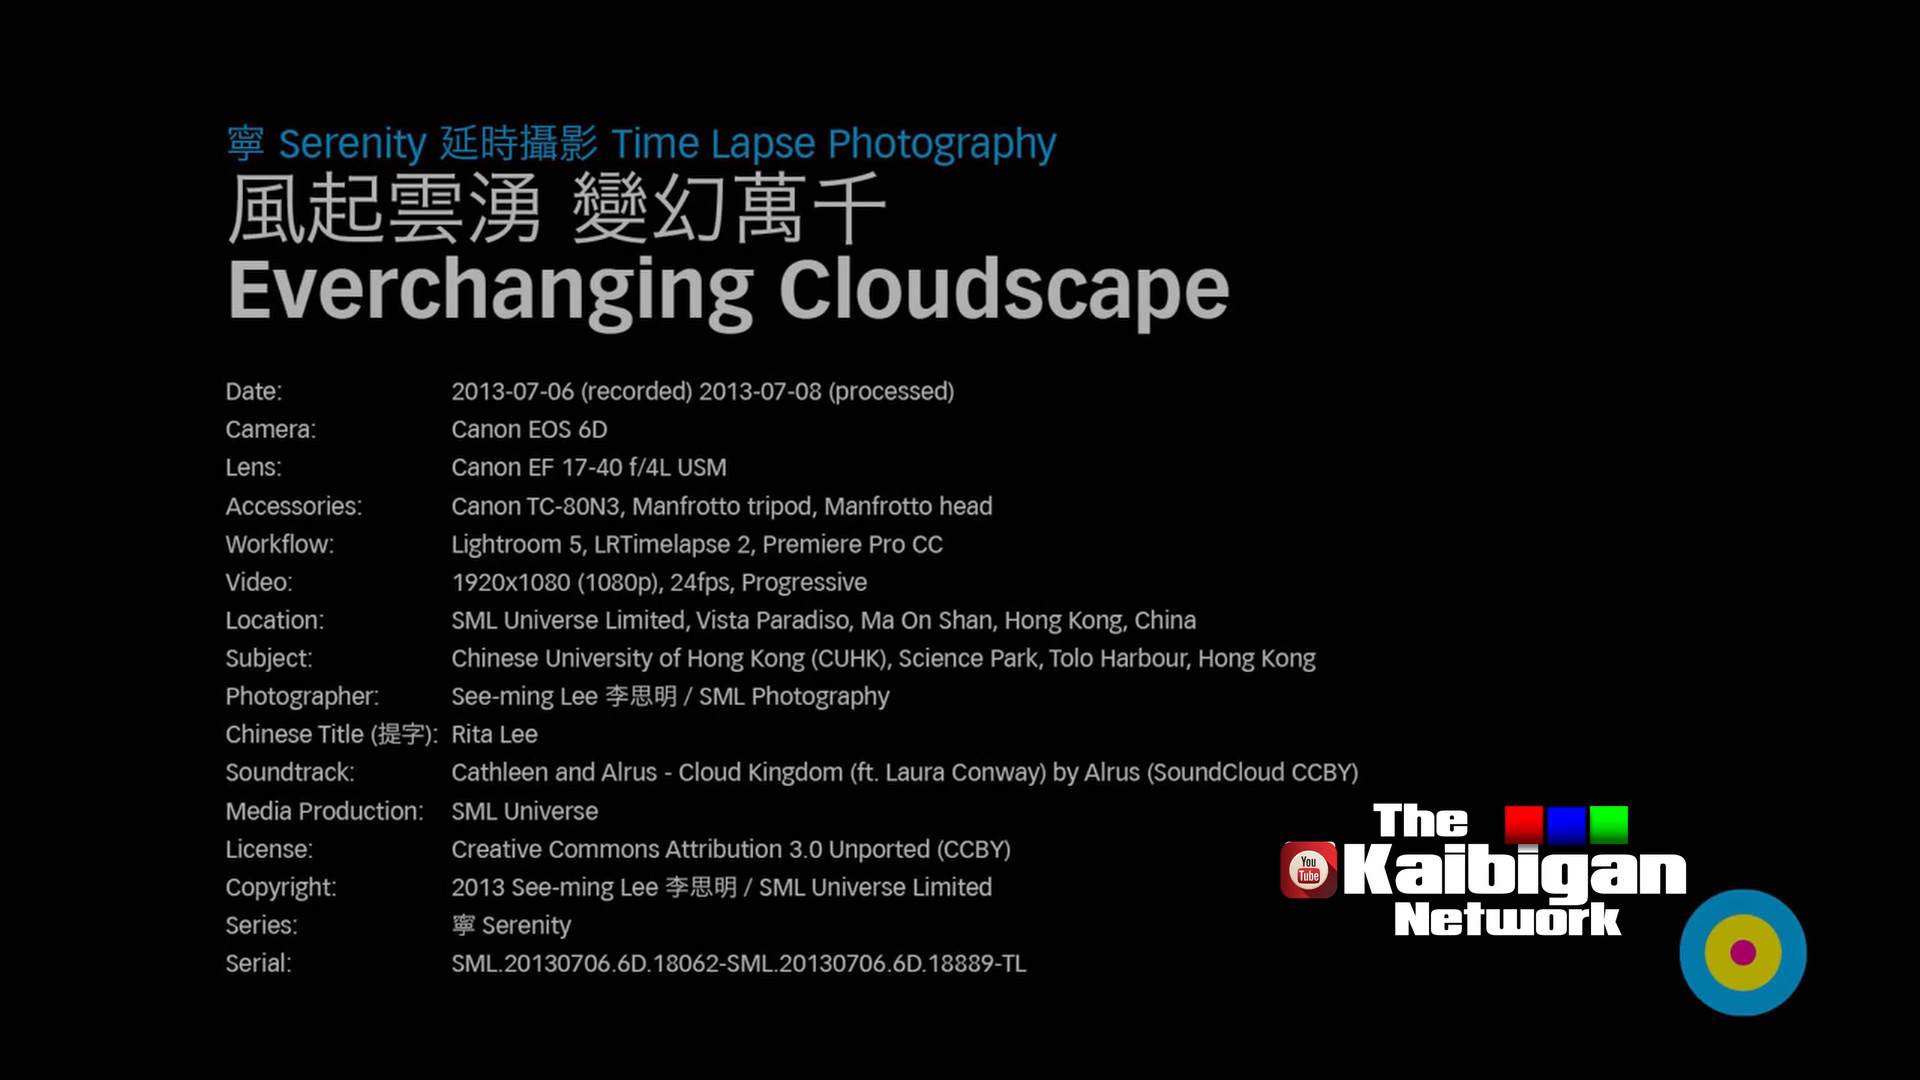 寧 Serenity 延時攝影 Time Lapse Photography
風起雲湧 變幻萬千
Everchanging Cloudscape
Date: 2013-07-06 (recorded) 2013-07-08 (processed)
Camera: Canon EOS 6D
Lens: Canon EF 17-40 f/4L USM
Accessories: Canon TC-80N3, Manfrotto tripod, Manfrotto head
Workflow: Lightroom 5, LRTimelapse 2, Premiere Pro CC
Video: 1920x1080 (1080p), 24fps, Progressive
Location: SML Universe Limited, Vista Paradiso, Ma On Shan, Hong Kong, China
Subject: Chinese University of Hong Kong (CUHK), Science Park, Tolo Harbour, Hong Kong
Photographer: See-ming Lee 李思明 / SML Photography
Chinese Title (提字): Rita Lee
Soundtrack: Cathleen and Alrus - Cloud Kingdom (ft. Laura Conway) by Alrus (SoundCloud CCBY)
Media Production: SML Universe
License: Creative Commons Attribution 3.0 Unported (CCBY)
Copyright: 2013 See-ming Lee 李思明 / SML Universe Limited
Series: 寧 Serenity
Serial: SML.20130706.6D.18062-SML.20130706.6D.18889-TL
The
You
Tube
Kaibigan
Network